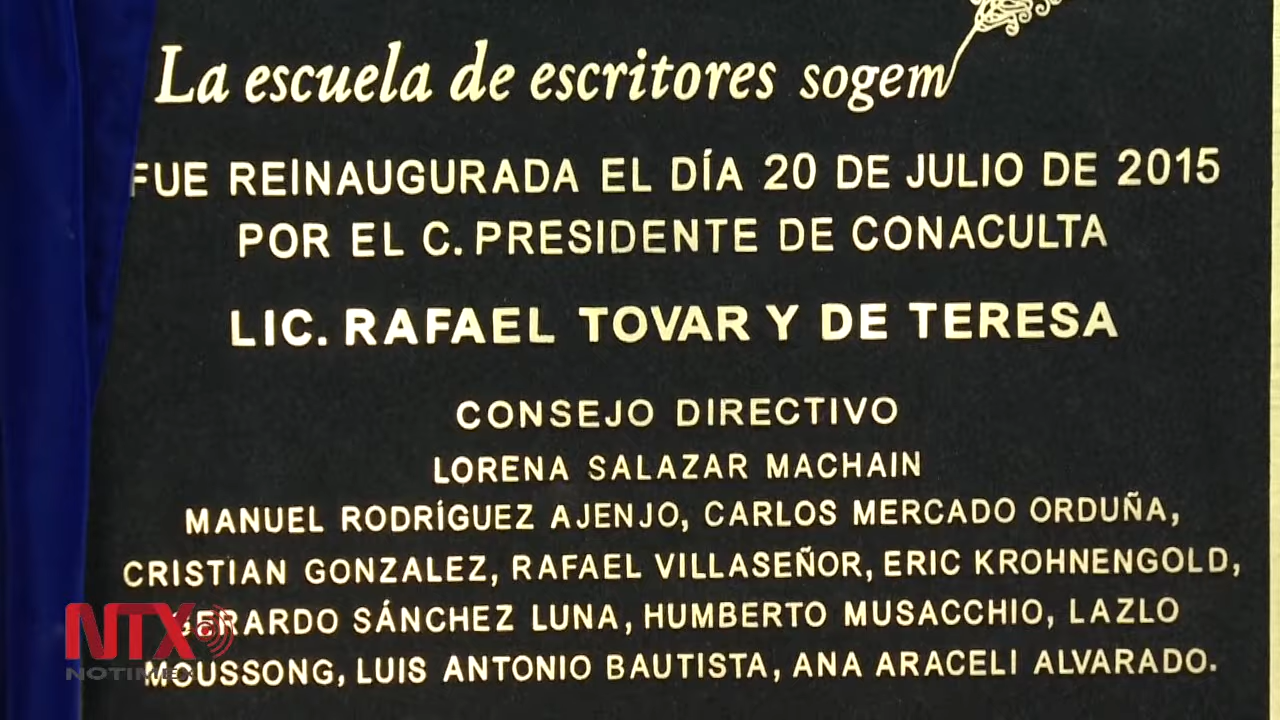 La escuela de escritores sogem
FUE REINAUGURADA EL DÍA 20 DE JULIO DE 2015
POR EL C. PRESIDENTE DE CONACULTA
LIC. RAFAEL TOVAR Y DE TERESA
CONSEJO DIRECTIVO
LORENA SALAZAR MACHAIN
MANUEL RODRÍGUEZ AJENJO, CARLOS MERCADO ORDUÑA,
CRISTIAN GONZALEZ, RAFAEL VILLASEÑOR, ERIC KROHNENGOLD,
GERARDO SÁNCHEZ LUNA, HUMBERTO MUSACCHIO, LAZLO
MOUSSONG, LUIS ANTONIO BAUTISTA, ANA ARACELI ALVARADO.
NTX
NOTIMEX